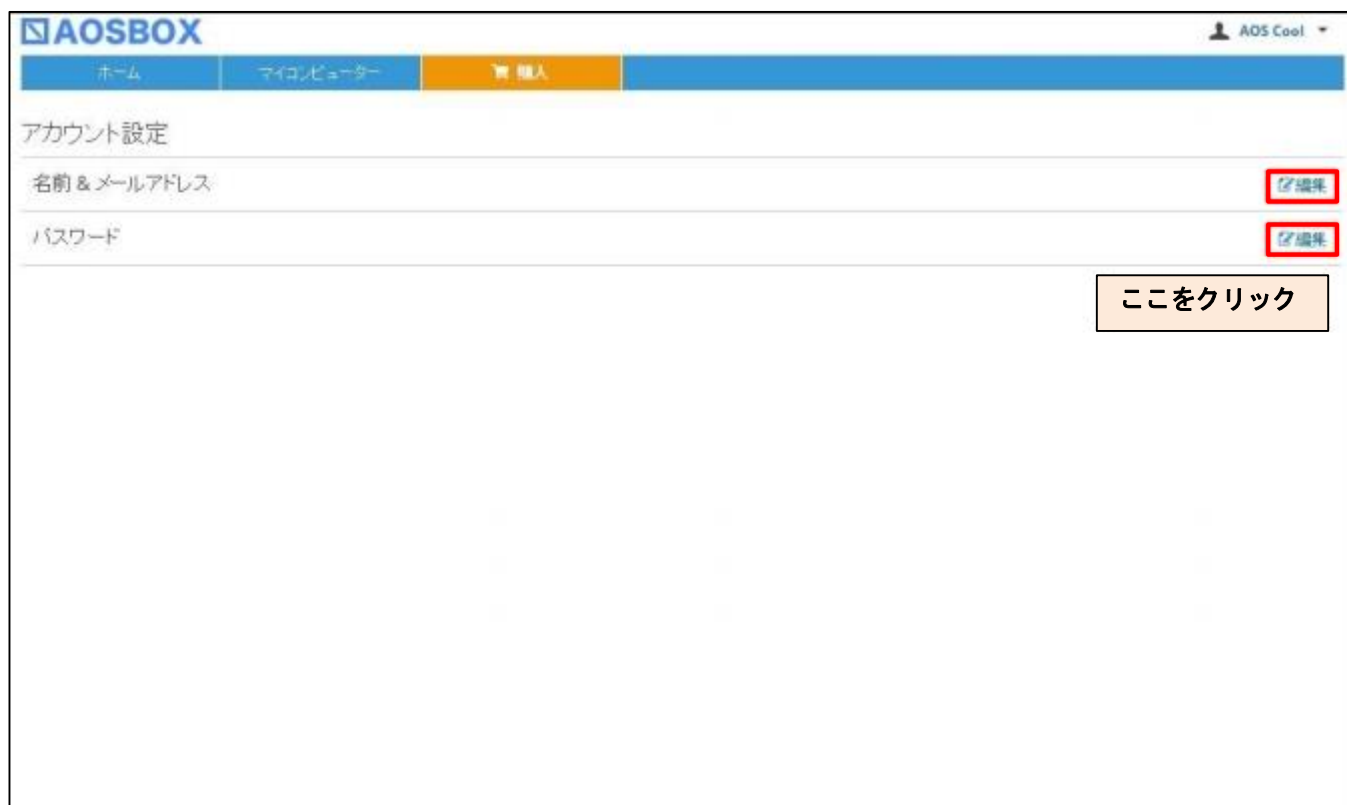 AOSBOX
AOS Cool
ホーム
マイコンピューター
購入
アカウント設定
名前 & メールアドレス
編集
パスワード
編集
ここをクリック